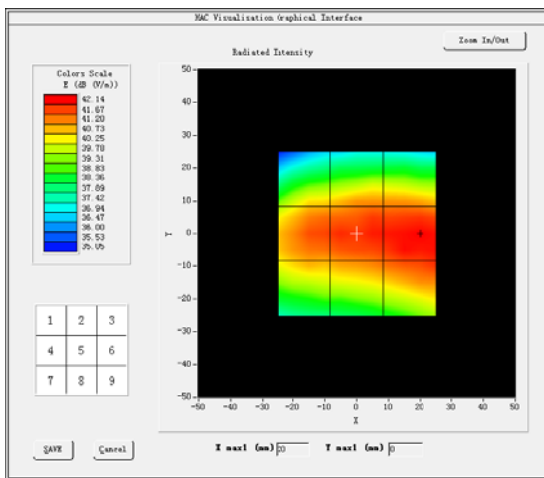 HAC Visualisation Graphical Interface
Zoom In/Out
Radiated Intensity
Colors Scale
E (dB (V/m))
42.14
41.67
41.20
40.73
40.25
39.78
39.31
38.83
38.36
37.89
37.42
36.94
36.47
36.00
35.53
35.05
50
40
30
20
10
0
-10
-20
-30
-40
-50
Y
-50 -40 -30 -20 -10 0 10 20 30 40 50
X
1 2 3
4 5 6
7 8 9
SAVE
Cancel
X max1 (mm) 20
Y max1 (mm) 0